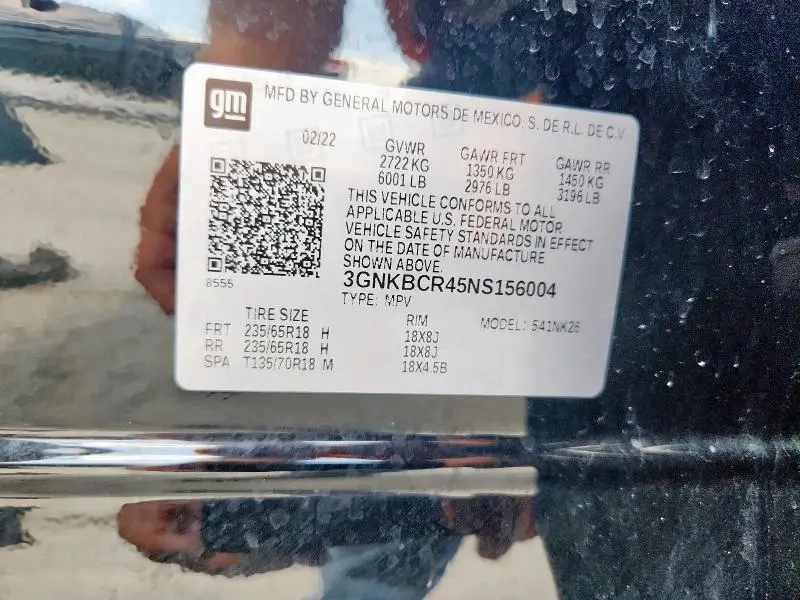 gm
MFD BY GENERAL MOTORS DE MEXICO, S. DE R.L. DE C.V.
02/22 GVWR GAWR FRT GAWR RR
2722 KG 1350 KG 1450 KG
6001 LB 2976 LB 3196 LB
THIS VEHICLE CONFORMS TO ALL
APPLICABLE U.S. FEDERAL MOTOR
VEHICLE SAFETY STANDARDS IN EFFECT
ON THE DATE OF MANUFACTURE
SHOWN ABOVE.
8555
3GNKBCR45NS156004
TYPE: MPV
TIRE SIZE RIM MODEL: 541NK26
FRT 235/65R18 H 18X8J
RR 235/65R18 H 18X8J
SPA T135/70R18 M 18X4.5B